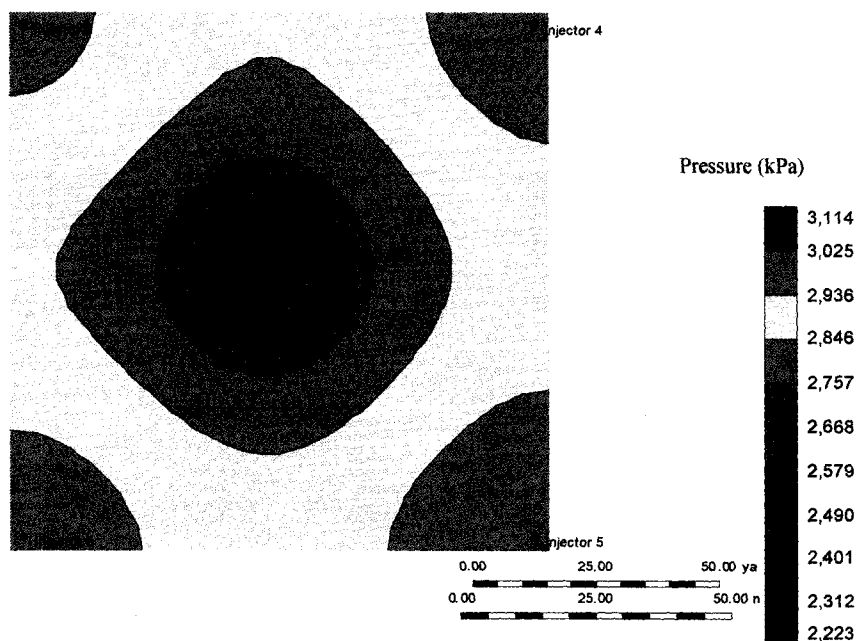 njector 4
Pressure (kPa)
3,114
3,025
2,936
2,846
2,757
2,668
2,579
2,490
2,401
2,312
2,223
njector 5
0.00 25.00 50.00 ya
0.00 25.00 50.00 n